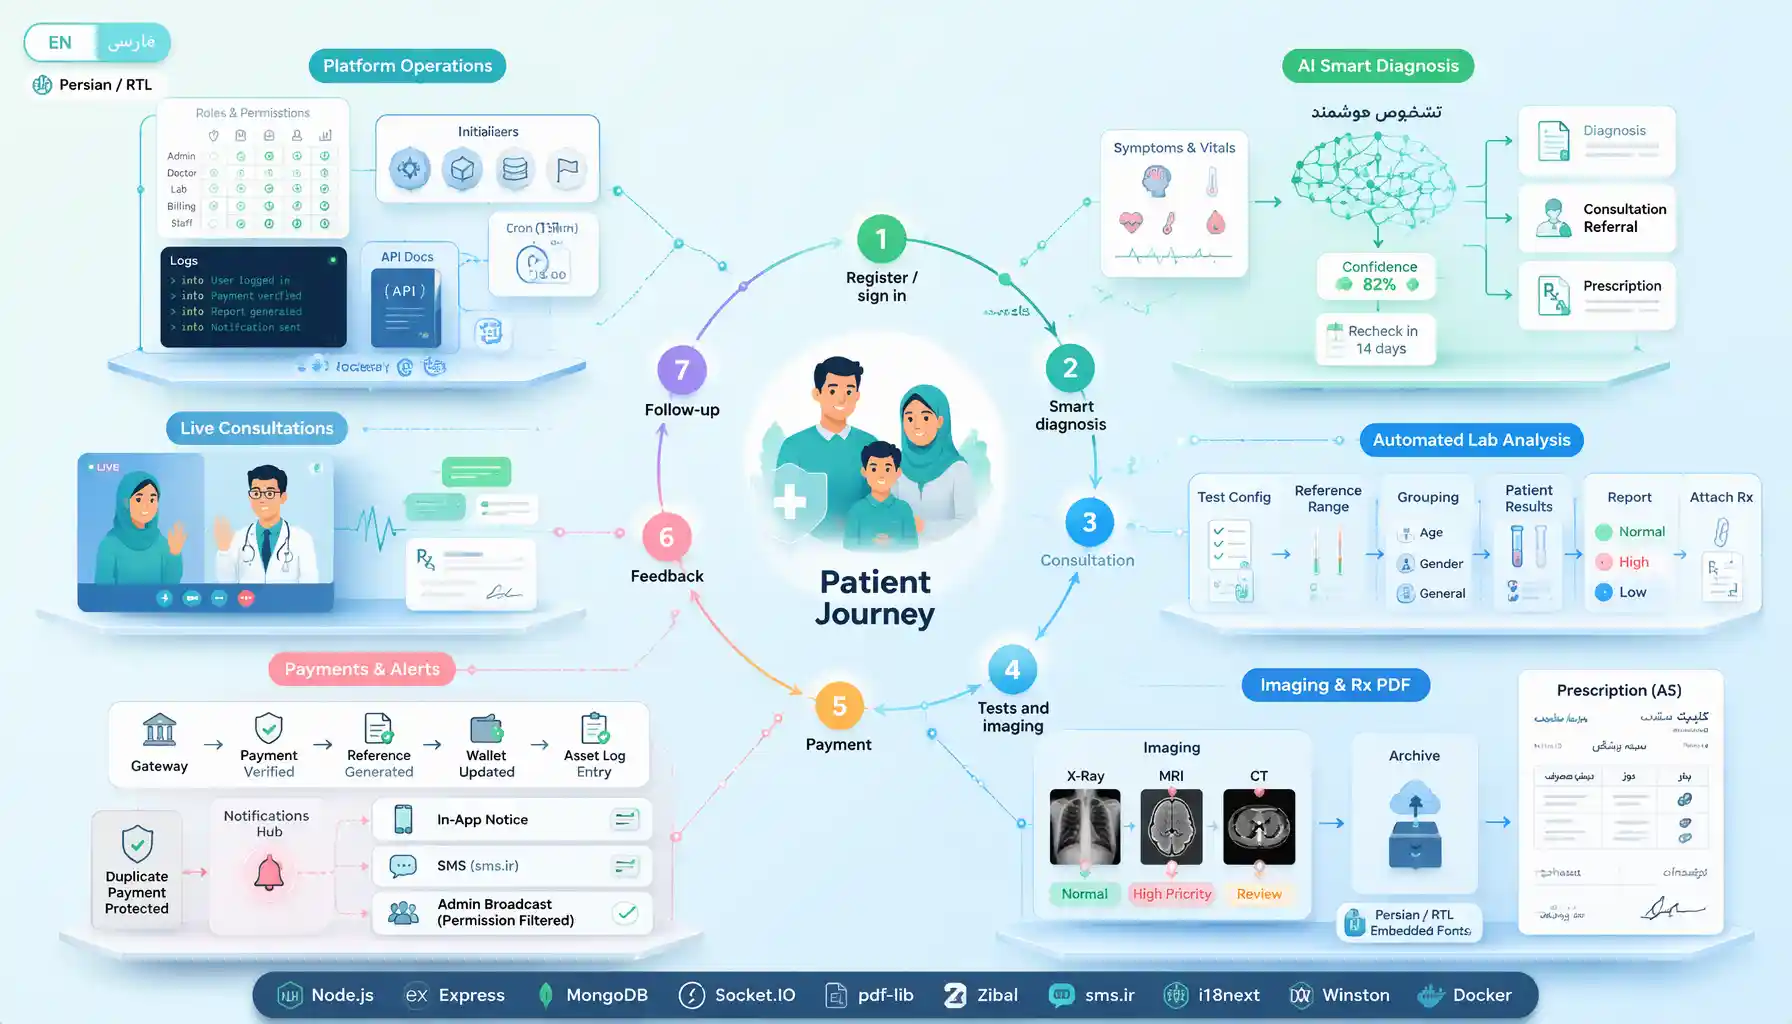 EN فارسی
Persian / RTL
Platform Operations
Roles & Permisstions
Admin
Doctor
Lab
Billing
Staff
Initialiezers
Logs
> into User logged in
> into Payment verified
> into Report generated
> into Notifcation sent
API Docs
(API)
Live Consultations
LIVE
Rx
Payments & Alerts
Gateway
Payment
Verified
Reference
Generated
Wallet
Updated
Asset Log
Entry
Duplicate
Payment
Protected
Notifications
Hub
In-App Notice
SMS (sms.ir)
Admin Broadcast
(Permission Filtered)
1
Register /
sign in
2
Smart
diagnosis
3
Consultation
4
Tests and
imaging
5
Payment
6
Feedback
7
Follow-up
Patient
Journey
AI Smart Diagnosis
Symptoms & Vitals
هوشمند
Confidence
82%
Recheck in
14 days
Diagnosis
Consultation
Referral
Rx
Prescription
Automated Lab Analysis
Test Config
Reference
Range
Grouping
Age
Gender
General
Patient
Results
Report
Normal
High
Low
Attach Rx
Imaging & Rx PDF
Imaging
X-Ray
MRI
CT
Normal
High Pricrity
Review
Archive
Persian / RTL
Embedded Fonts
Prescription (AS)
Node.js
ex Express
MongoDB
Socket.IO
pdf-lib
Zibal
sms.ir
i18next
Winston
Docker